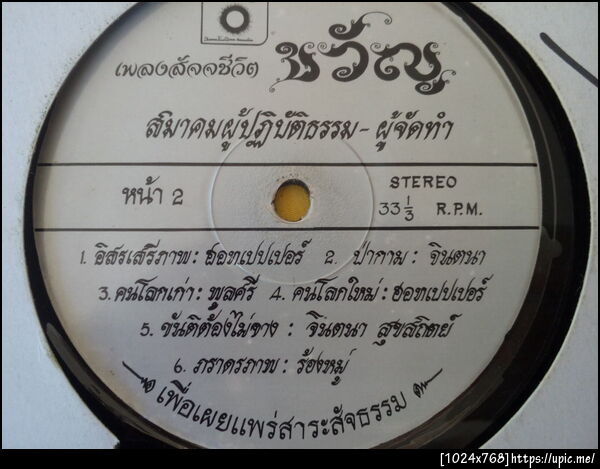 เพลงสัจจชีวิต ขวัญ
สมาคมผู้ปฏิบัติธรรม - ผู้จัดทำ
หน้า 2
STEREO
33 1/3 R.P.M.
1. อิสรเสรีภาพ : ฮอทเปปเปอร์ 2. ป่ากาม : จินตนา
3. คนโลกเก่า : พูลศรี 4. คนโลกใหม่ : ฮอทเปปเปอร์
5. ขันติต้องไม่จาง : จินตนา สุขสถิตย์
6. ภราดรภาพ : ร้องหมู่
เพื่อเผยแพร่สาระสัจธรรม
[1024x768]https://upic.me/